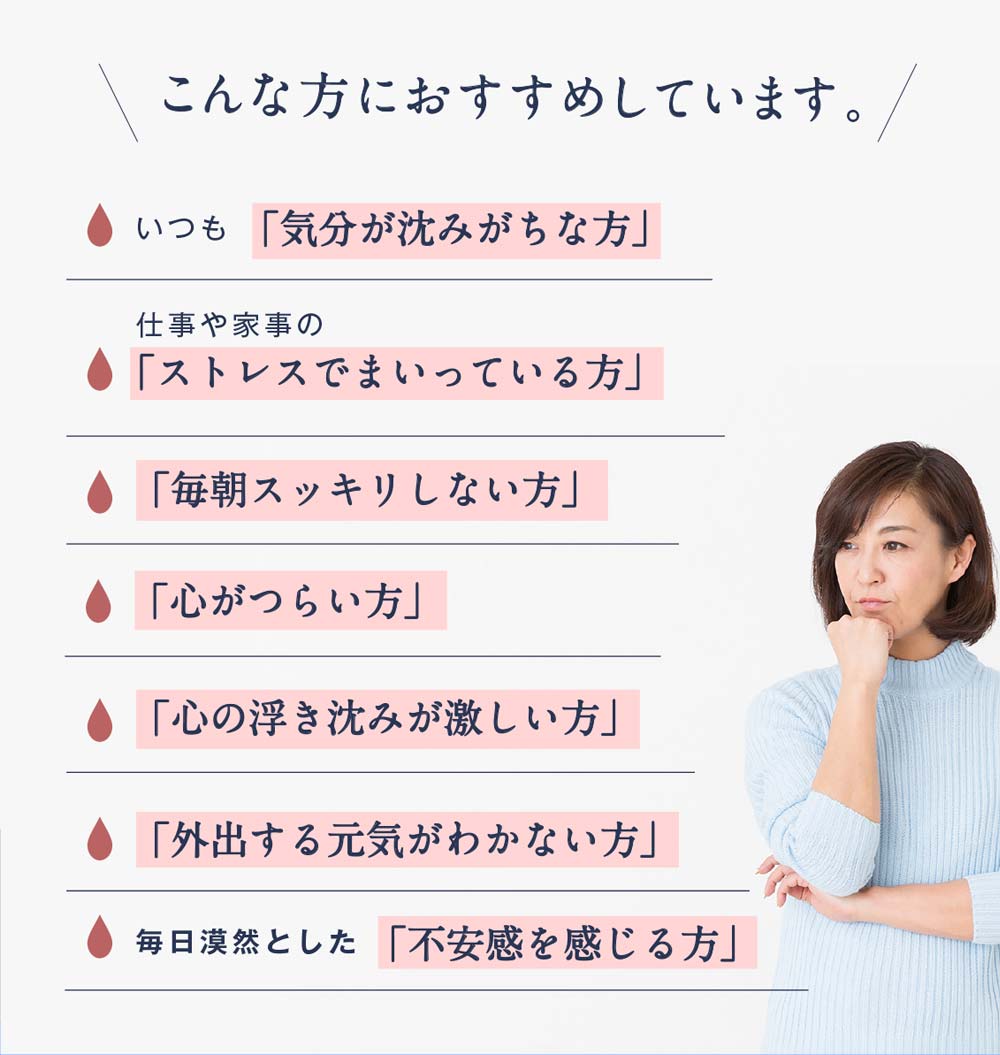 こんな方におすすめしています。
いつも 「気分が沈みがちな方」
仕事や家事の
「ストレスでまいっている方」
「毎朝スッキリしない方」
「心がつらい方」
「心の浮き沈みが激しい方」
「外出する元気がわかない方」
毎日漠然とした 「不安感を感じる方」